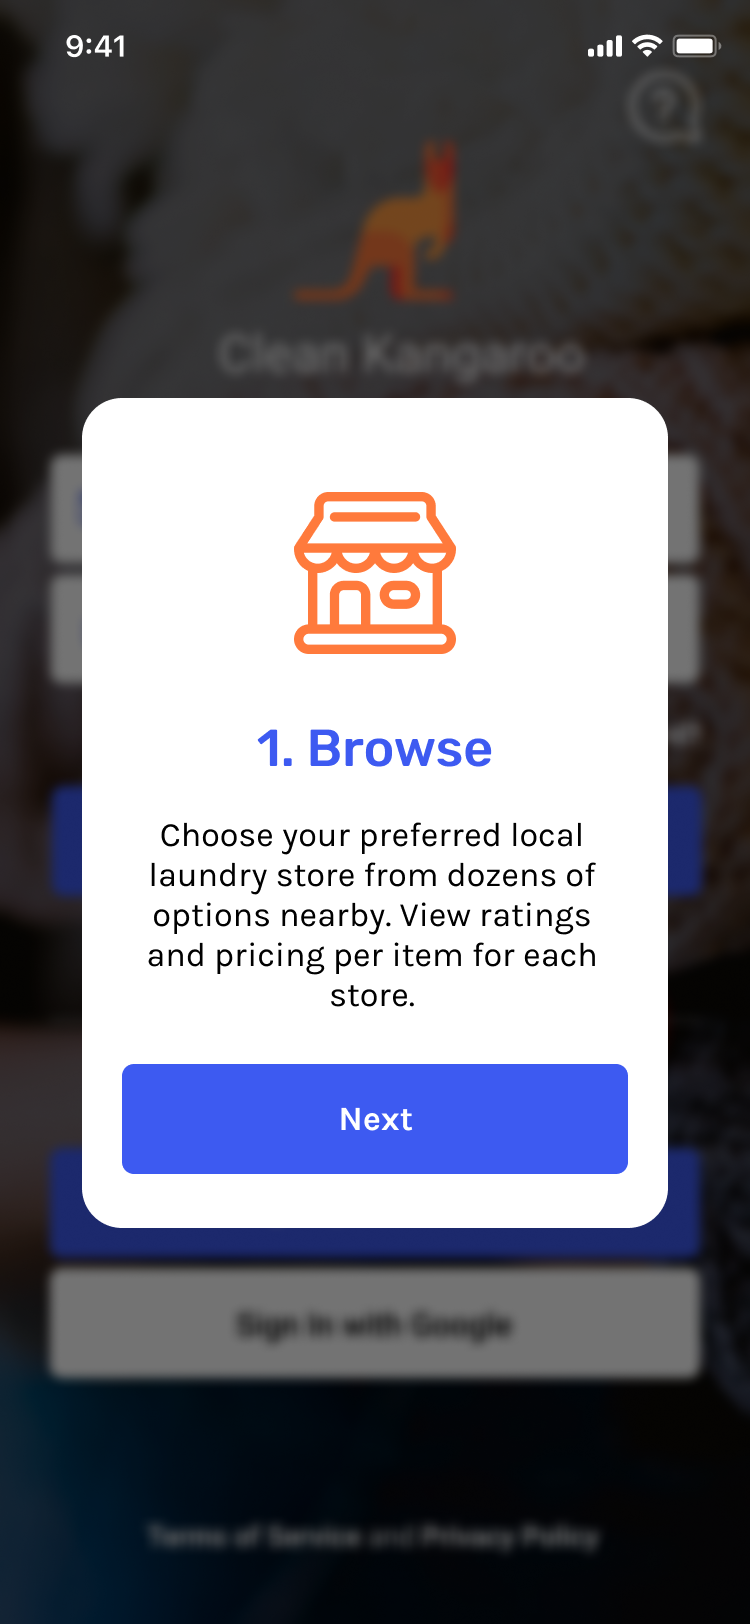 9:41
?
Clean Kangaroo
1. Browse
Choose your preferred local
laundry store from dozens of
options nearby. View ratings
and pricing per item for each
store.
Next
Sign In with Google
Terms of Service and Privacy Policy